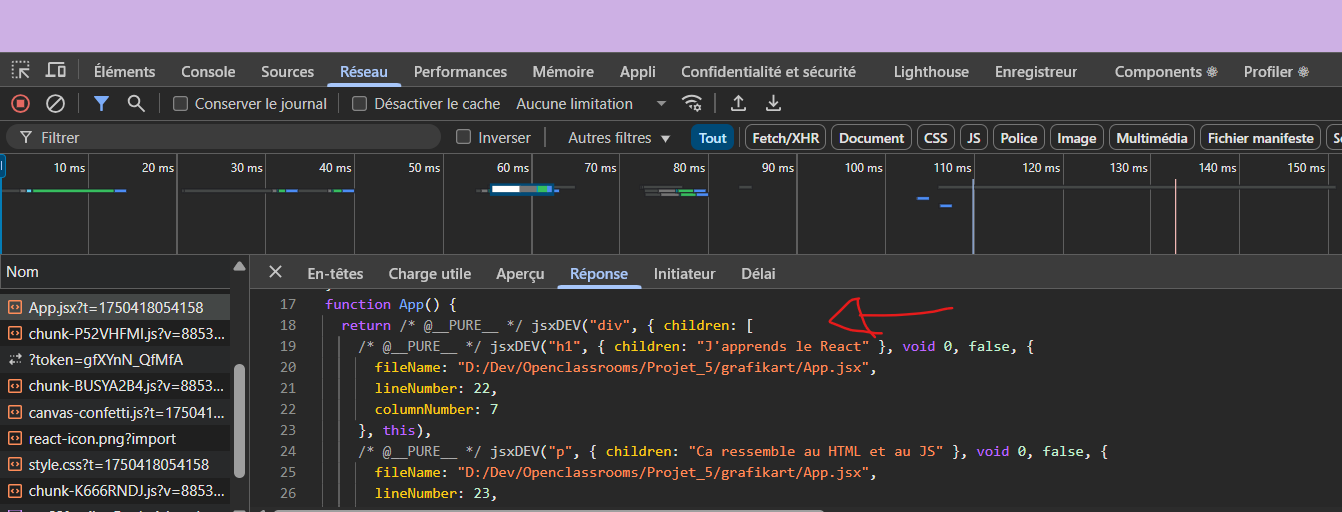 Éléments Console Sources Réseau Performances Mémoire Appli Confidentialité et sécurité Lighthouse Enregistreur Components Profiler
Conserver le journal Désactiver le cache Aucune limitation
Filtrer Inverser Autres filtres Tout Fetch/XHR Document CSS JS Police Image Multimédia Fichier manifeste
10 ms 20 ms 30 ms 40 ms 50 ms 60 ms 70 ms 80 ms 90 ms 100 ms 110 ms 120 ms 130 ms 140 ms 150 ms
Nom
App.jsx?t=1750418054158
chunk-P52VHFMI.js?v=8853...
?token=gfXYnN_QfMfA
chunk-BUSYA2B4.js?v=8853...
canvas-confetti.js?t=175041...
react-icon.png?import
style.css?t=1750418054158
chunk-K666RNDJ.js?v=8853...
En-têtes Charge utile Aperçu Réponse Initiateur Délai
17 function App() {
18 return /* @__PURE__ */ jsxDEV("div", { children: [
19 /* @__PURE__ */ jsxDEV("h1", { children: "J'apprends le React" }, void 0, false, {
20 fileName: "D:/Dev/Openclassrooms/Projet_5/grafikart/App.jsx",
21 lineNumber: 22,
22 columnNumber: 7
23 }, this),
24 /* @__PURE__ */ jsxDEV("p", { children: "Ca ressemble au HTML et au JS" }, void 0, false, {
25 fileName: "D:/Dev/Openclassrooms/Projet_5/grafikart/App.jsx",
26 lineNumber: 23,